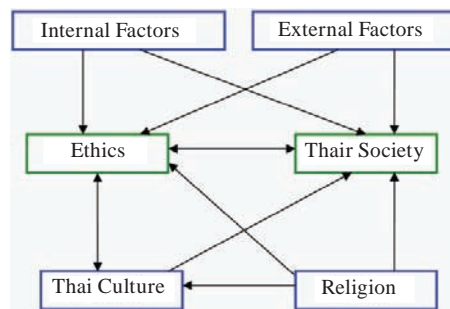 Internal Factors
External Factors
Ethics
Thair Society
Thai Culture
Religion